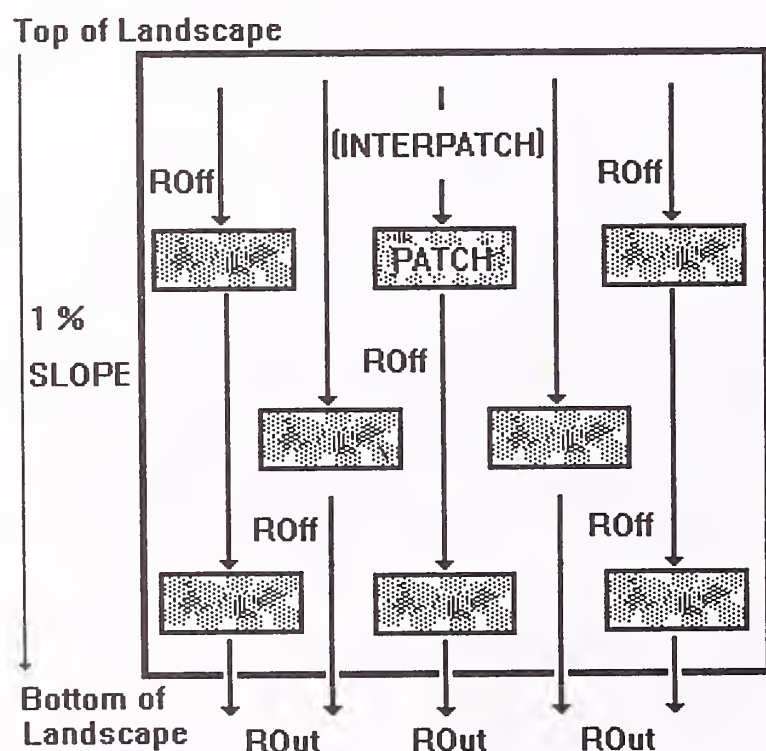 Top of Landscape
(INTERPATCH)
ROff
ROff
PATCH
1 %
SLOPE
ROff
ROff
ROff
Bottom of
Landscape
ROut
ROut
ROut